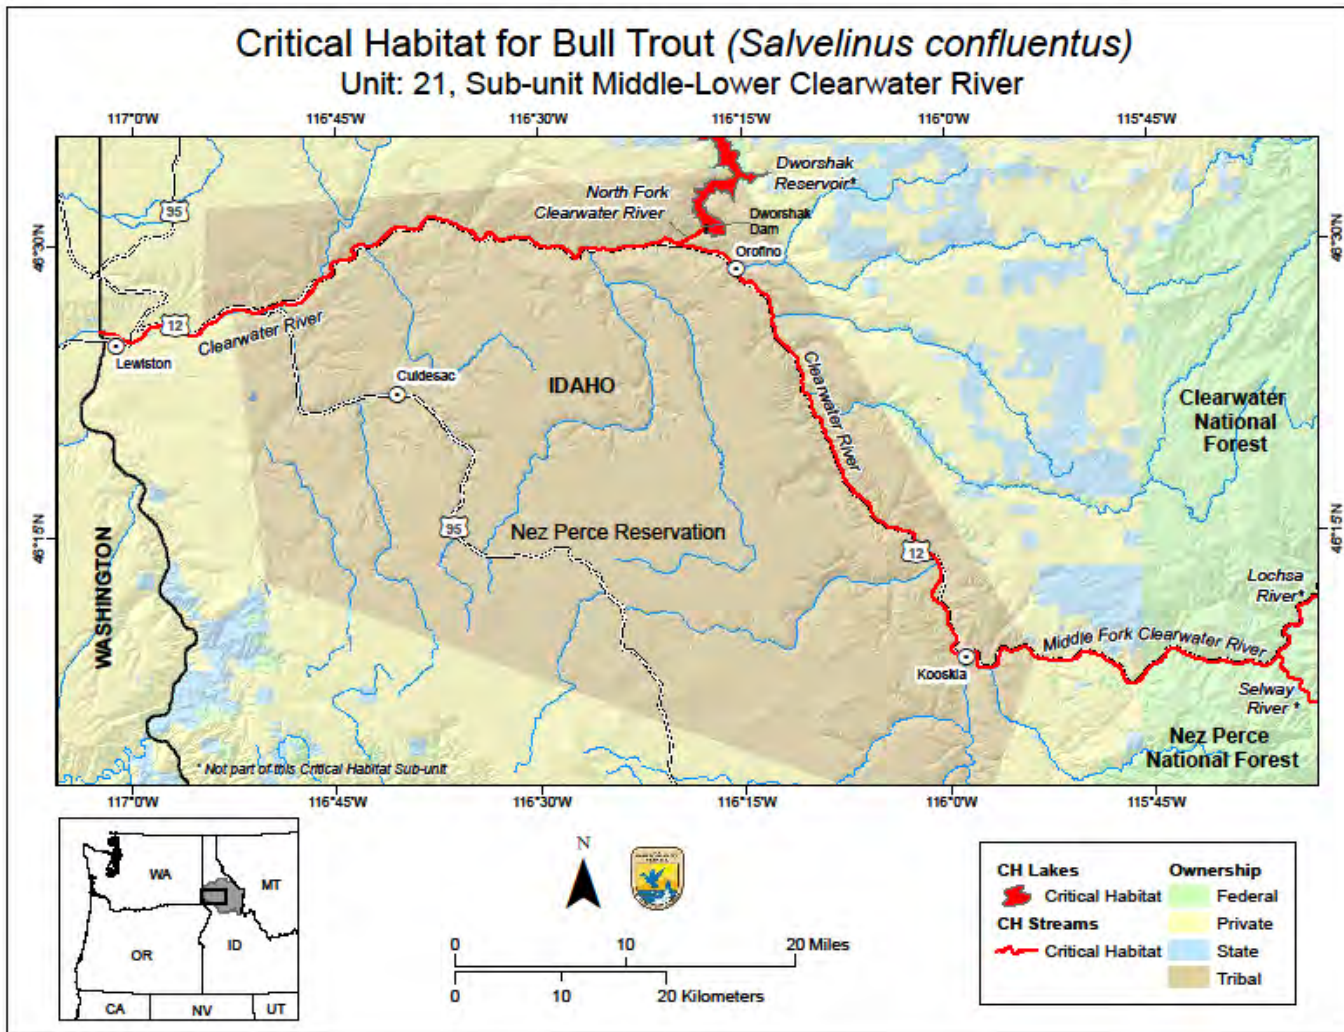 Critical Habitat for Bull Trout (Salvelinus confluentus)
Unit: 21, Sub-unit Middle-Lower Clearwater River
117°0'W 116°45'W 116°30'W 116°15'W 116°0'W 115°45'W
95
North Fork
Clearwater River
Dworshak
Reservoir*
Dworshak
Dam
46°30'N
46°30'N
Orofino
12
Clearwater River
Lewiston
Culdesac
IDAHO
Clearwater River
Clearwater
National
Forest
95
Nez Perce Reservation
12
46°15'N
46°15'N
WASHINGTON
Lochsa
River*
Middle Fork Clearwater River
Kooskia
Selway
River *
Nez Perce
National Forest
* Not part of this Critical Habitat Sub-unit
117°0'W 116°45'W 116°30'W 116°15'W 116°0'W 115°45'W
WA
MT
OR
ID
CA
NV
UT
N
0 10 20 Miles
0 10 20 Kilometers
CH Lakes
Critical Habitat
CH Streams
Critical Habitat
Ownership
Federal
Private
State
Tribal